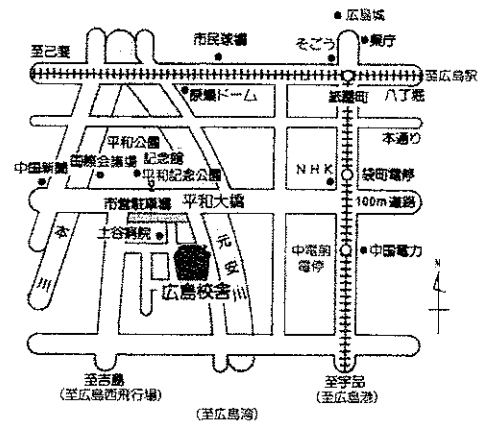 広島城
県庁
市民球場
そごう
至己斐
至広島駅
原爆ドーム
紙屋町
八丁堀
本通り
平和公園
記念館
国際会議場
平和記念公園
中国新聞
NHK
袋町電停
市営駐車場
平和大橋
100m道路
土谷病院
本川
元安川
中電前
電停
中国電力
広島校舎
N
至吉島
(至広島西飛行場)
至宇品
(至広島港)
(至広島湾)